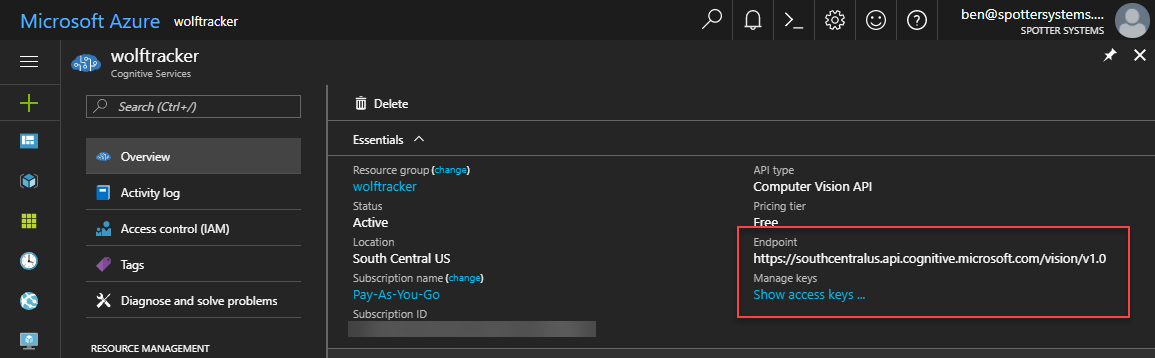 Microsoft Azure wolftracker
ben@spottersystems....
SPOTTER SYSTEMS
wolftracker
Cognitive Services
Search (Ctrl+/)
Overview
Activity log
Access control (IAM)
Tags
Diagnose and solve problems
RESOURCE MANAGEMENT
Delete
Essentials
Resource group (change)
wolftracker
Status
Active
Location
South Central US
Subscription name (change)
Pay-As-You-Go
Subscription ID
API type
Computer Vision API
Pricing tier
Free
Endpoint
https://southcentralus.api.cognitive.microsoft.com/vision/v1.0
Manage keys
Show access keys ...